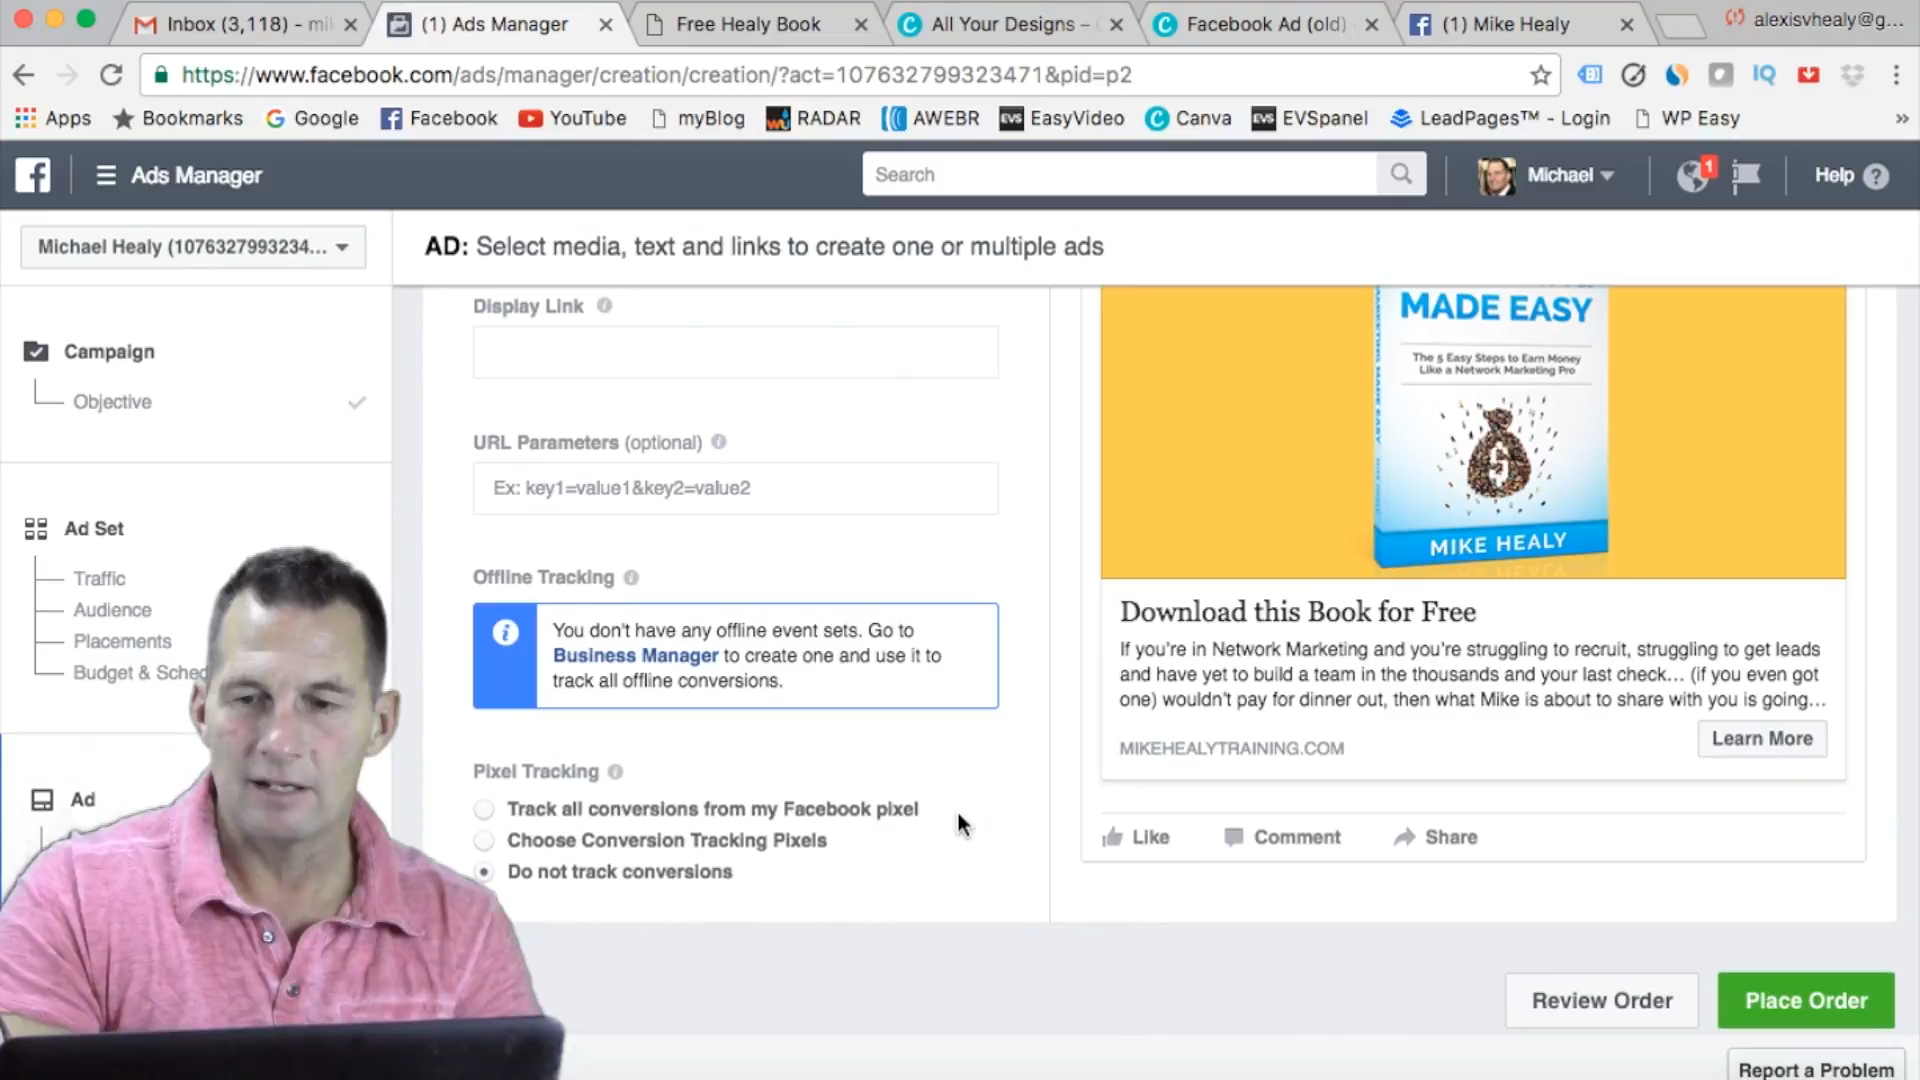 Inbox (3,118) - mi
(1) Ads Manager
Free Healy Book
All Your Designs –
Facebook Ad (old)
(1) Mike Healy
alexisvhealy@g...
https://www.facebook.com/ads/manager/creation/creation/?act=107632799323471&pid=p2
Apps
Bookmarks
Google
Facebook
YouTube
myBlog
RADAR
AWEBR
EasyVideo
Canva
EVSpanel
LeadPages™ - Login
WP Easy
Ads Manager
Search
Michael
1
Help
Michael Healy (1076327993234...
AD: Select media, text and links to create one or multiple ads
Campaign
Objective
Ad Set
Traffic
Audience
Placements
Budget & Sched
Ad
Display Link
URL Parameters (optional)
Ex: key1=value1&key2=value2
Offline Tracking
You don't have any offline event sets. Go to
Business Manager to create one and use it to
track all offline conversions.
Pixel Tracking
Track all conversions from my Facebook pixel
Choose Conversion Tracking Pixels
Do not track conversions
MADE EASY
The 5 Easy Steps to Earn Money
Like a Network Marketing Pro
MIKE HEALY
Download this Book for Free
If you're in Network Marketing and you're struggling to recruit, struggling to get leads
and have yet to build a team in the thousands and your last check... (if you even got
one) wouldn't pay for dinner out, then what Mike is about to share with you is going...
MIKEHEALYTRAINING.COM
Learn More
Like
Comment
Share
Review Order
Place Order
Report a Problem